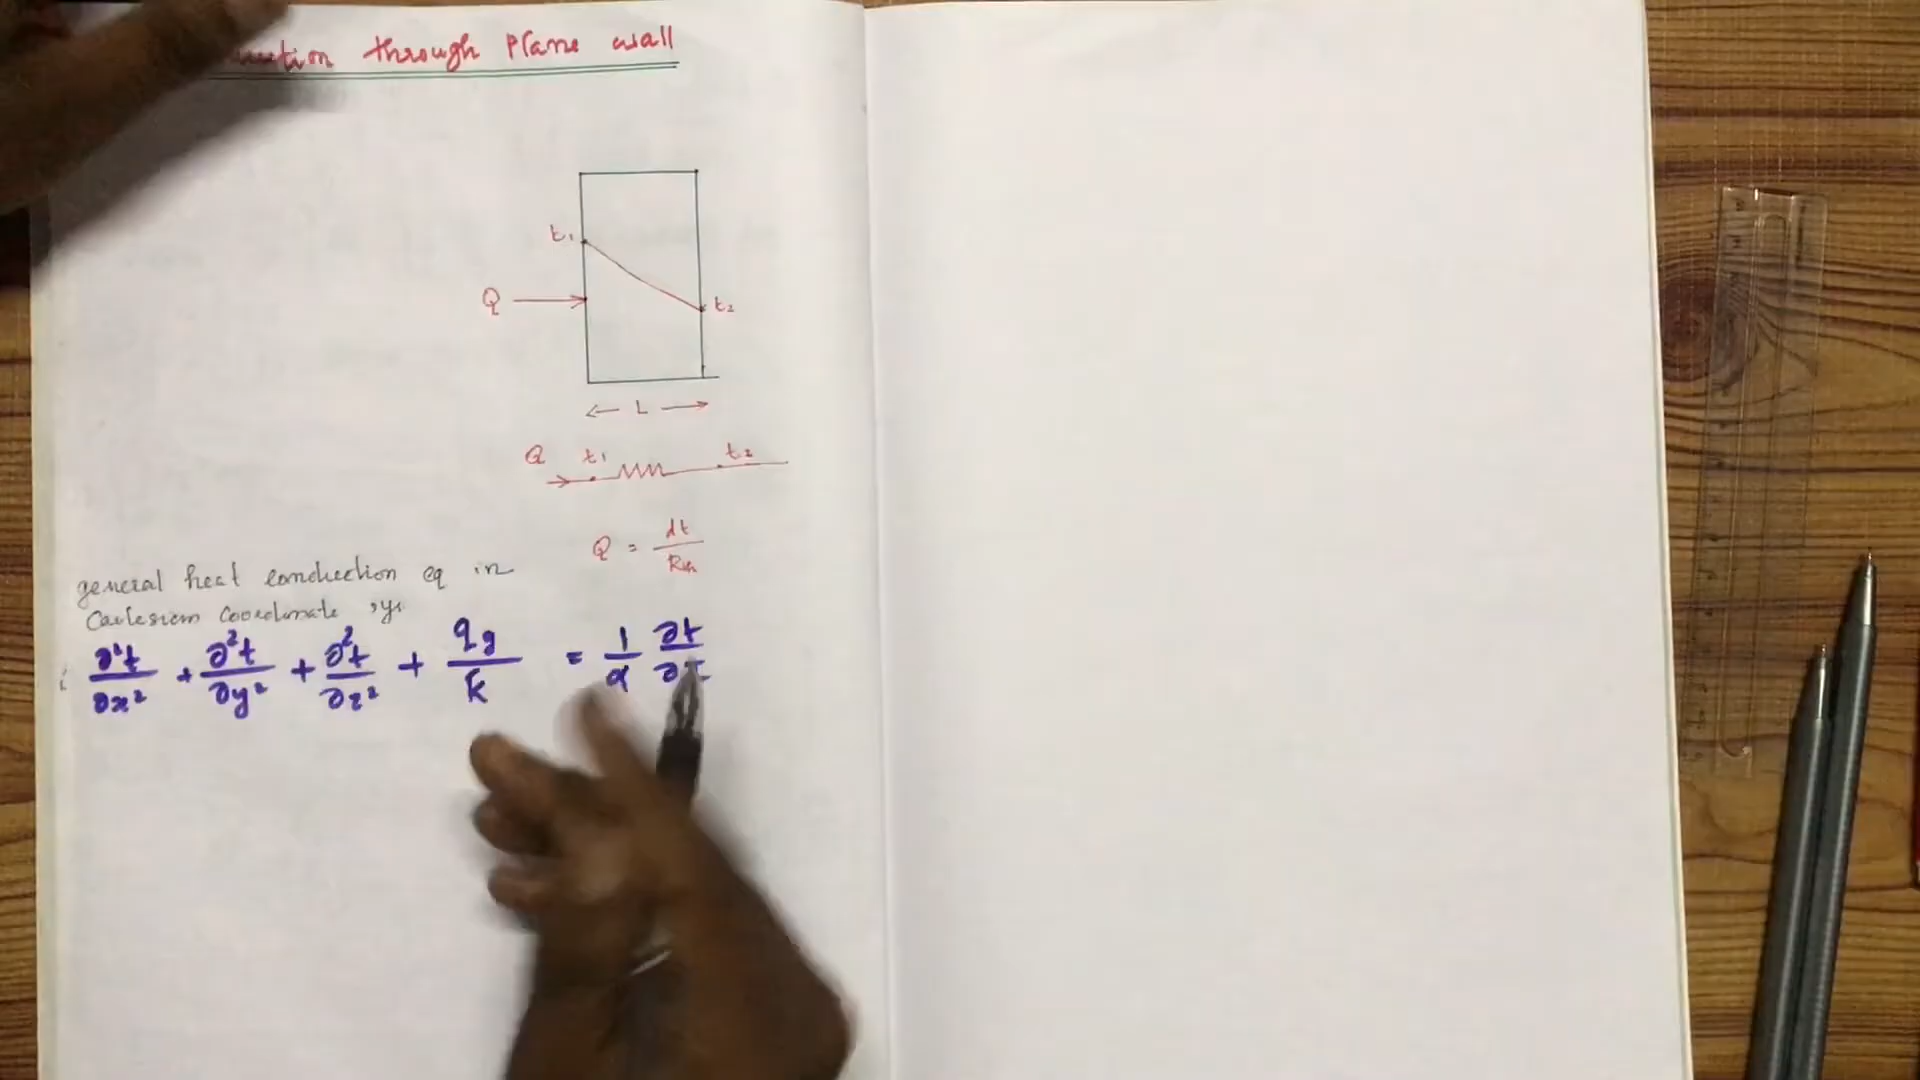 through Plane wall
t₁
Q
t₂
L
Q t₁ t₂
Q = dt/Rth
general heat conduction eq in
Cartesian coordinate sys
∂²t/∂x² + ∂²t/∂y² + ∂²t/∂z² + qg/k = 1/α ∂t/∂τ